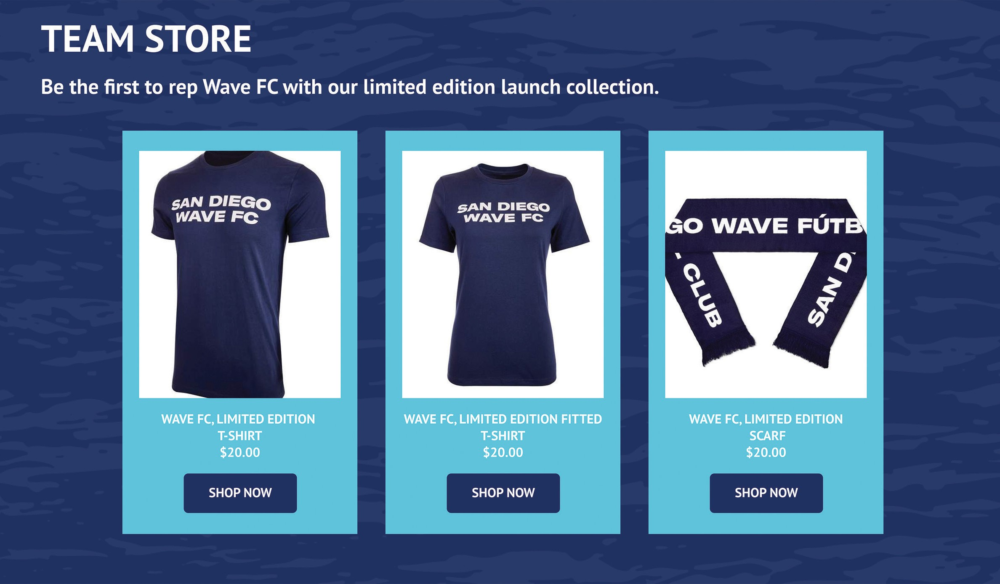 TEAM STORE
Be the first to rep Wave FC with our limited edition launch collection.
SAN DIEGO
WAVE FC
WAVE FC, LIMITED EDITION
T-SHIRT
$20.00
SHOP NOW
SAN DIEGO
WAVE FC
WAVE FC, LIMITED EDITION FITTED
T-SHIRT
$20.00
SHOP NOW
GO WAVE FÚTB
CLUB
SAN D
WAVE FC, LIMITED EDITION
SCARF
$20.00
SHOP NOW